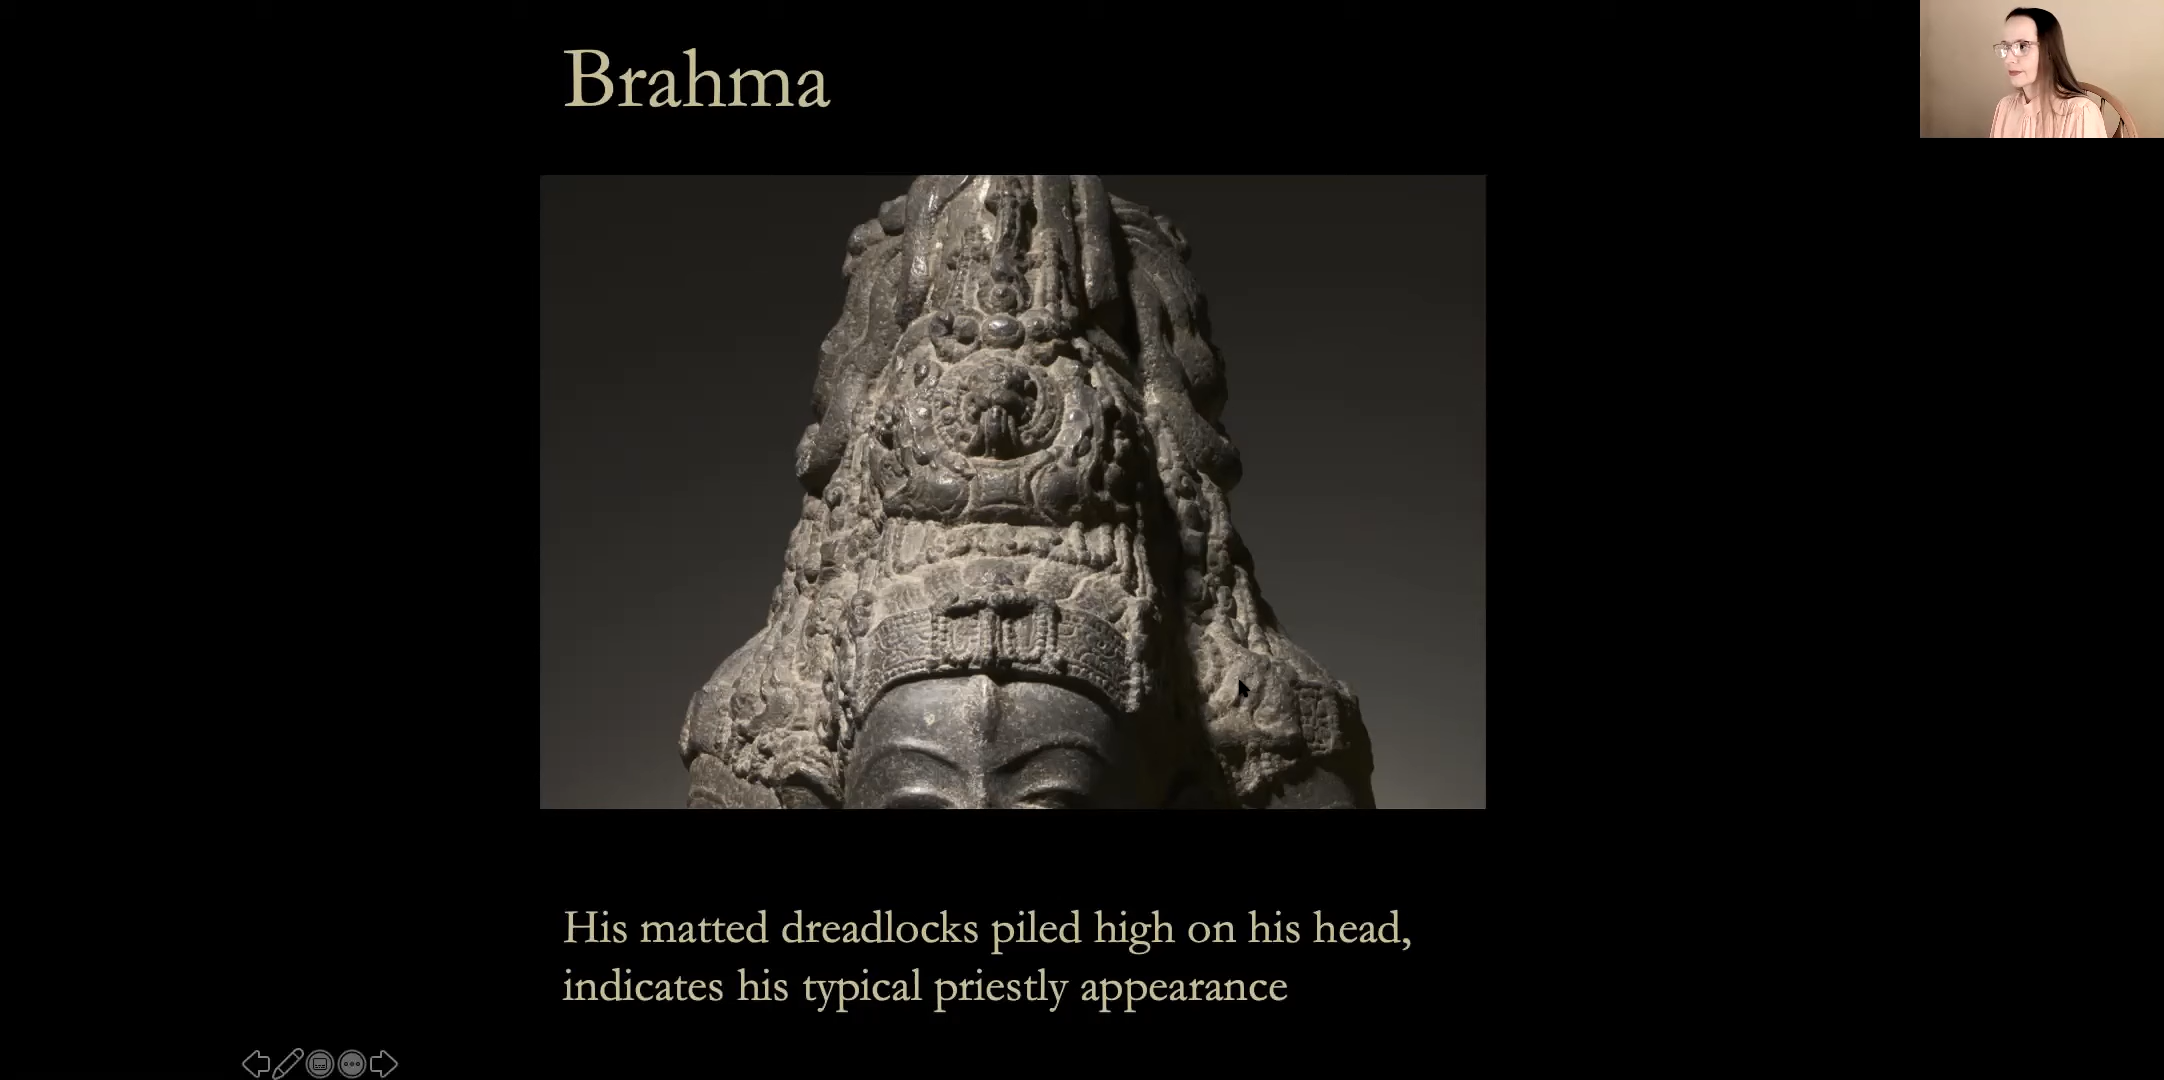 Brahma
His matted dreadlocks piled high on his head,
indicates his typical priestly appearance